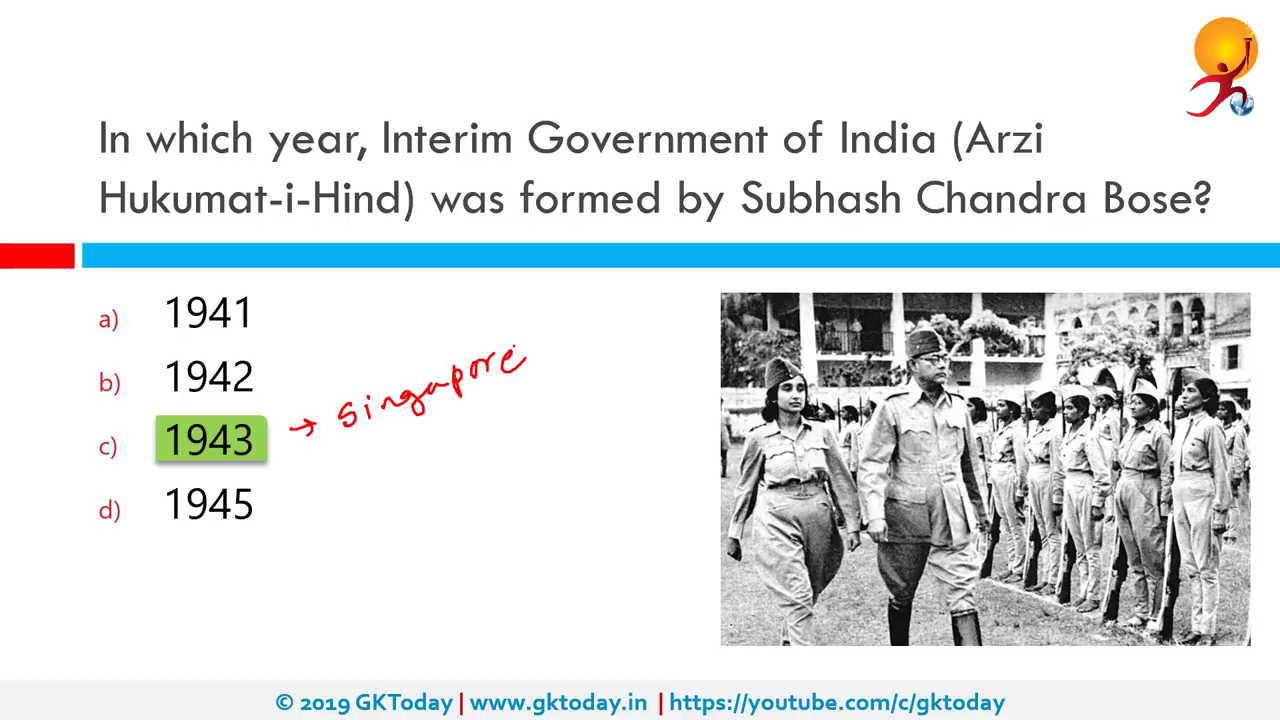 In which year, Interim Government of India (Arzi
Hukumat-i-Hind) was formed by Subhash Chandra Bose?
a) 1941
b) 1942
c) 1943 → Singapore
d) 1945
© 2019 GKToday | www.gktoday.in | https://youtube.com/c/gktoday